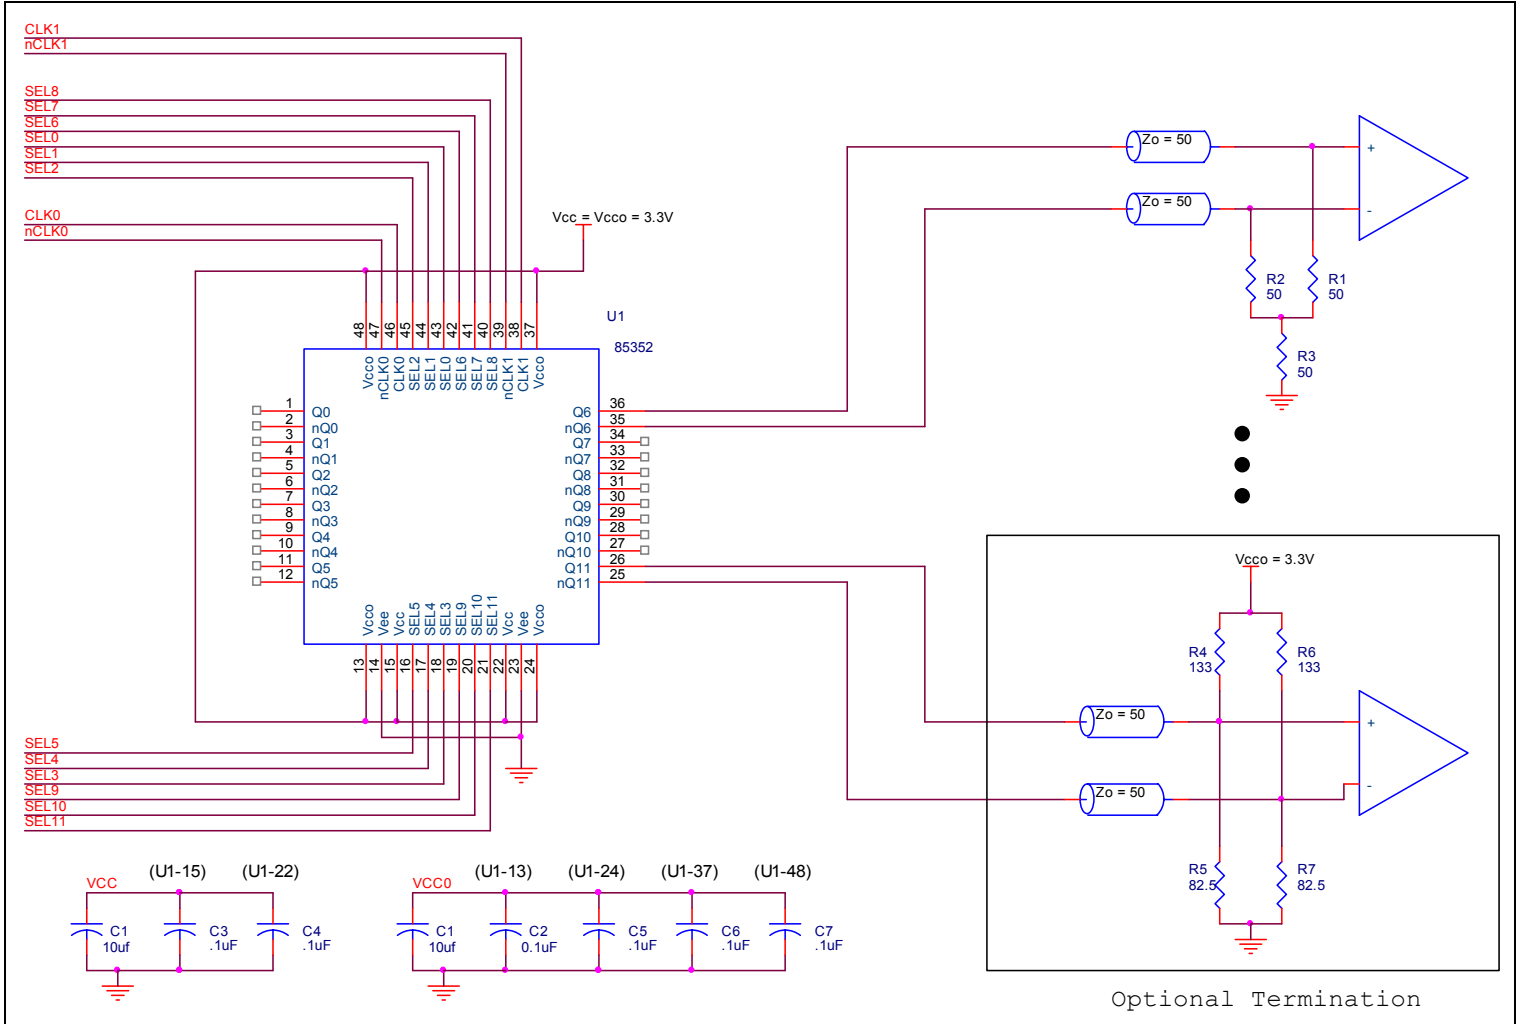 CLK1
nCLK1
SEL8
SEL7
SEL6
SEL0
SEL1
SEL2
CLK0
nCLK0
Vcc = Vcco = 3.3V
U1
85352
48
47
46
45
44
43
42
41
40
39
38
37
Vcco
nCLK0
CLK0
SEL2
SEL1
SEL0
SEL6
SEL7
SEL8
nCLK1
CLK1
Vcco
1 Q0
2 nQ0
3 Q1
4 nQ1
5 Q2
6 nQ2
7 Q3
8 nQ3
9 Q4
10 nQ4
11 Q5
12 nQ5
Q6 36
nQ6 35
Q7 34
nQ7 33
Q8 32
nQ8 31
Q9 30
nQ9 29
Q10 28
nQ10 27
Q11 26
nQ11 25
Vcco
Vee
Vcc
SEL5
SEL4
SEL3
SEL9
SEL10
SEL11
Vcc
Vee
Vcco
13
14
15
16
17
18
19
20
21
22
23
24
SEL5
SEL4
SEL3
SEL9
SEL10
SEL11
Zo = 50
+
Zo = 50
-
R2
50
R1
50
R3
50
Vcco = 3.3V
R4
133
R6
133
Zo = 50
+
Zo = 50
-
R5
82.5
R7
82.5
Optional Termination
VCC
(U1-15)
(U1-22)
C1
10uf
C3
.1uF
C4
.1uF
VCC0
(U1-13)
(U1-24)
(U1-37)
(U1-48)
C1
10uf
C2
0.1uF
C5
.1uF
C6
.1uF
C7
.1uF